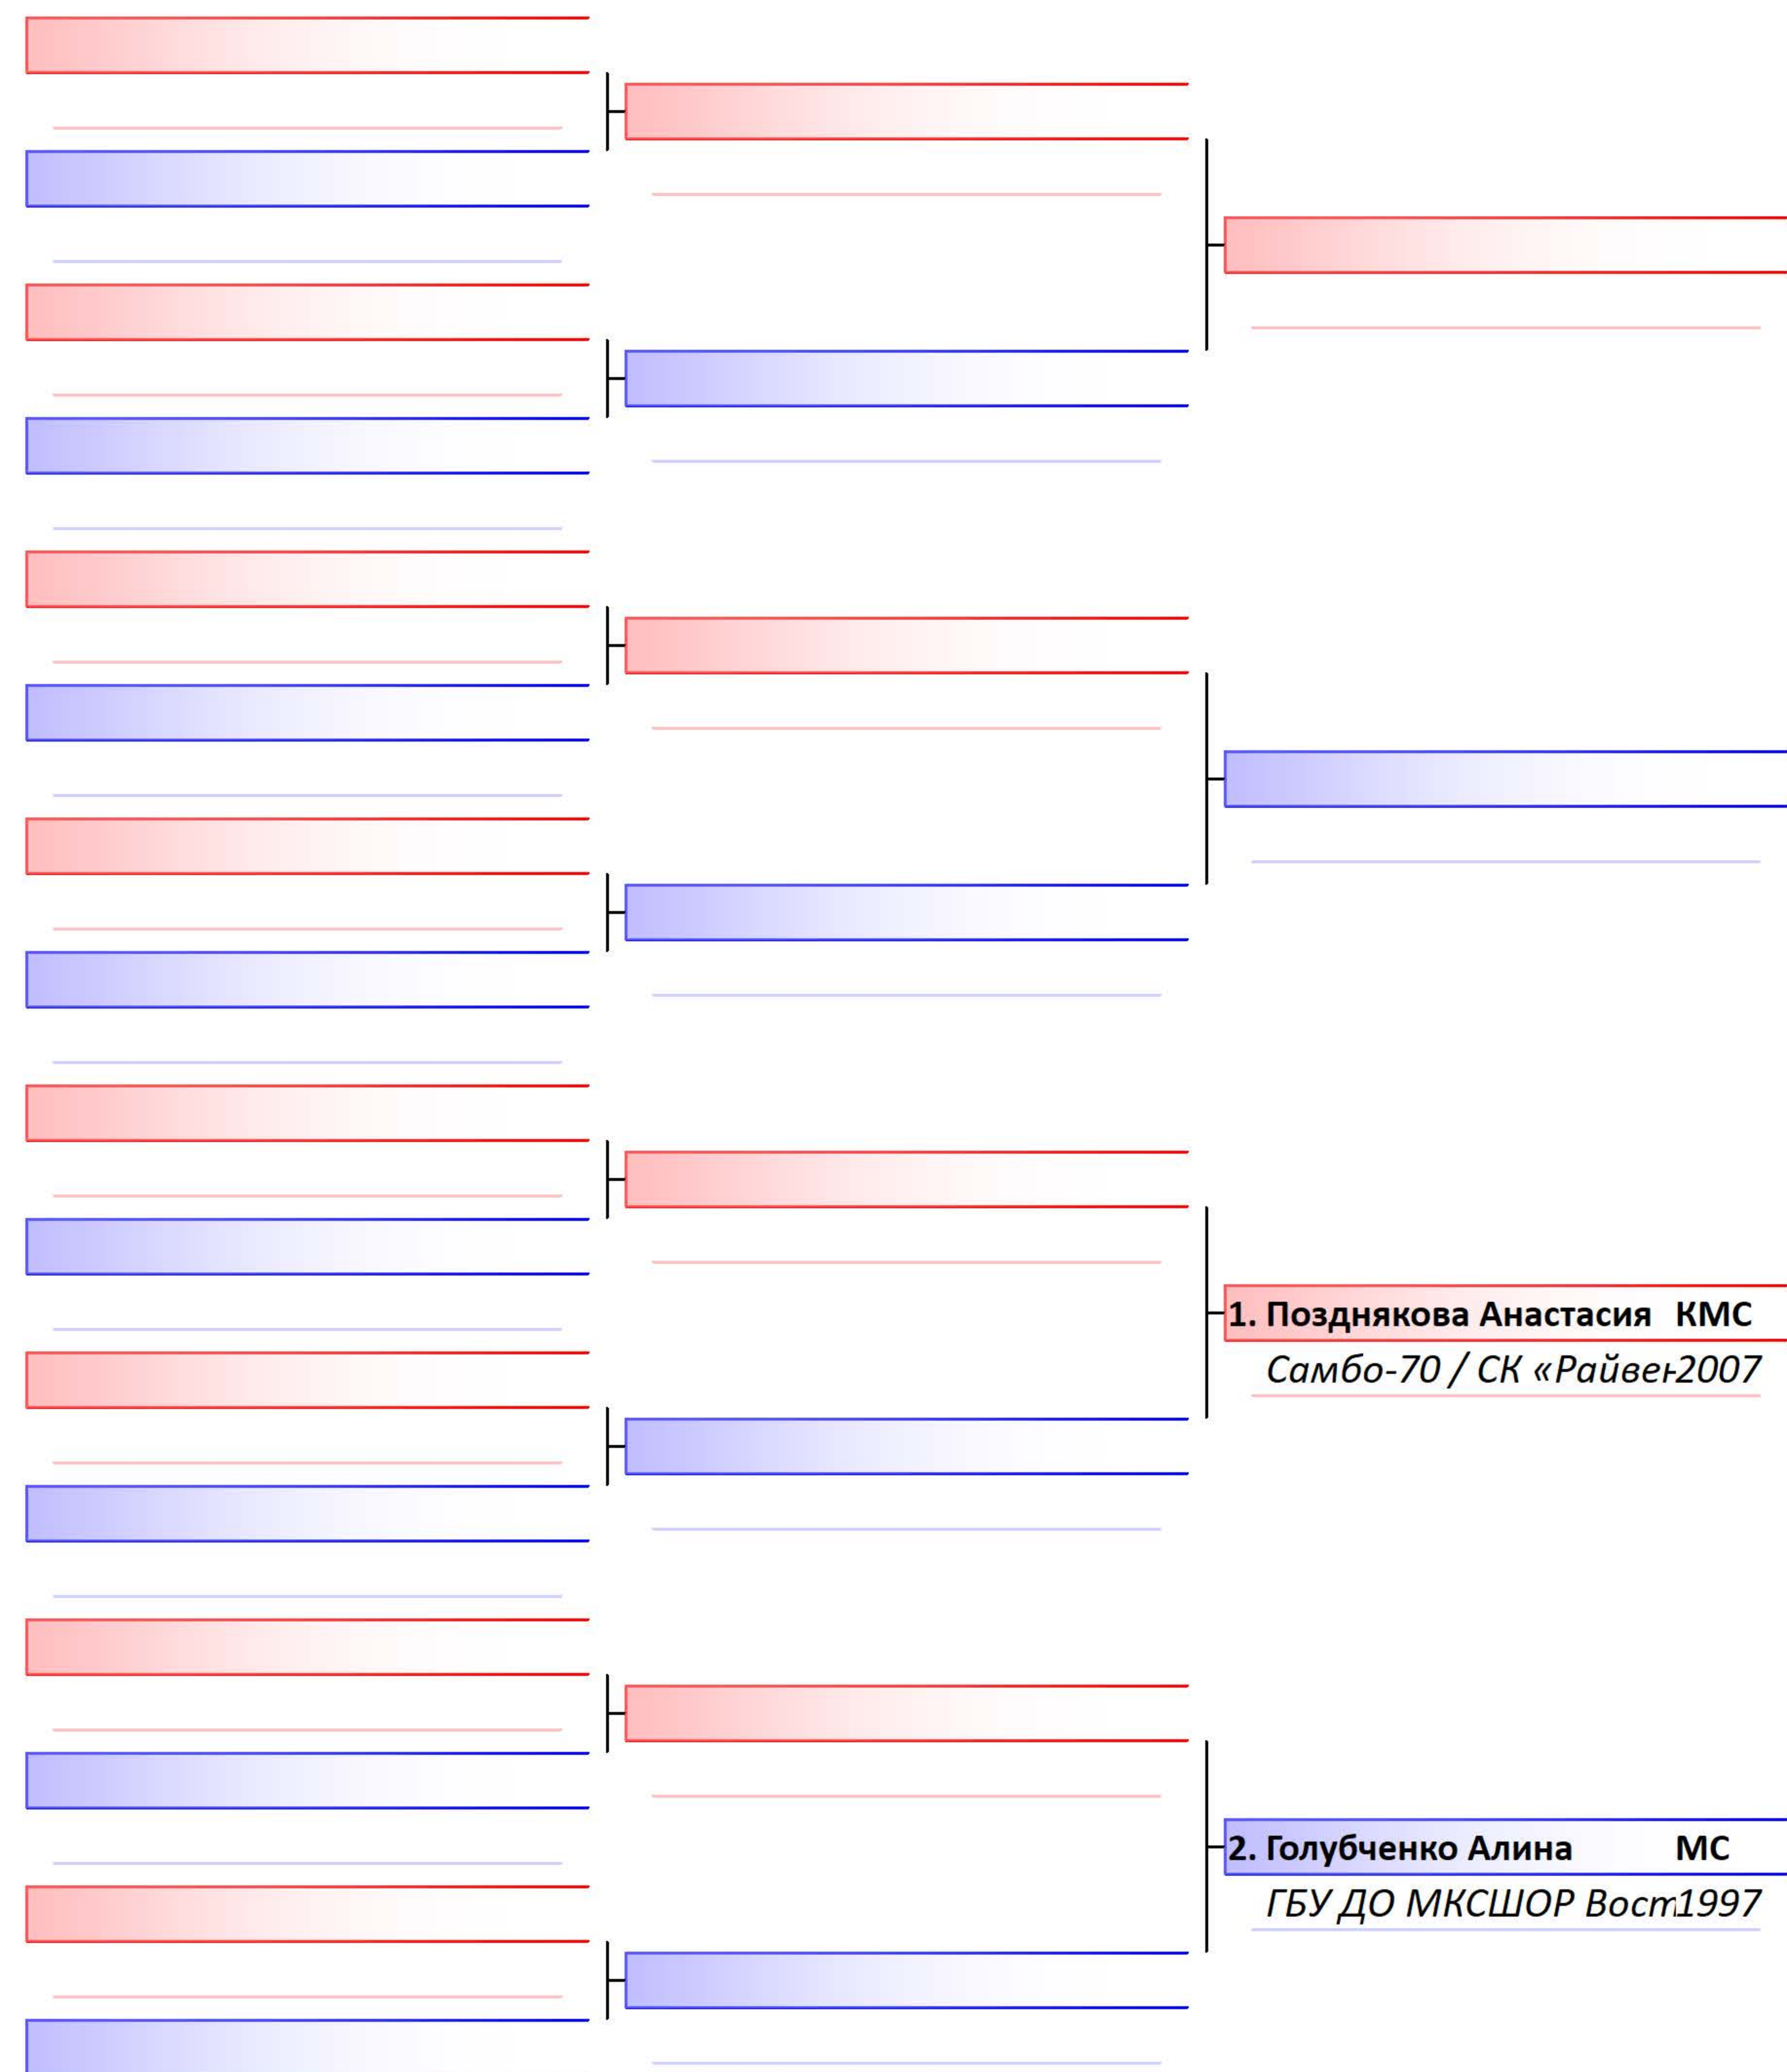 1. Позднякова Анастасия КМС
Самбо-70 / СК «Райвен 2007
2. Голубченко Алина МС
ГБУ ДО МКСШОР Вост 1997